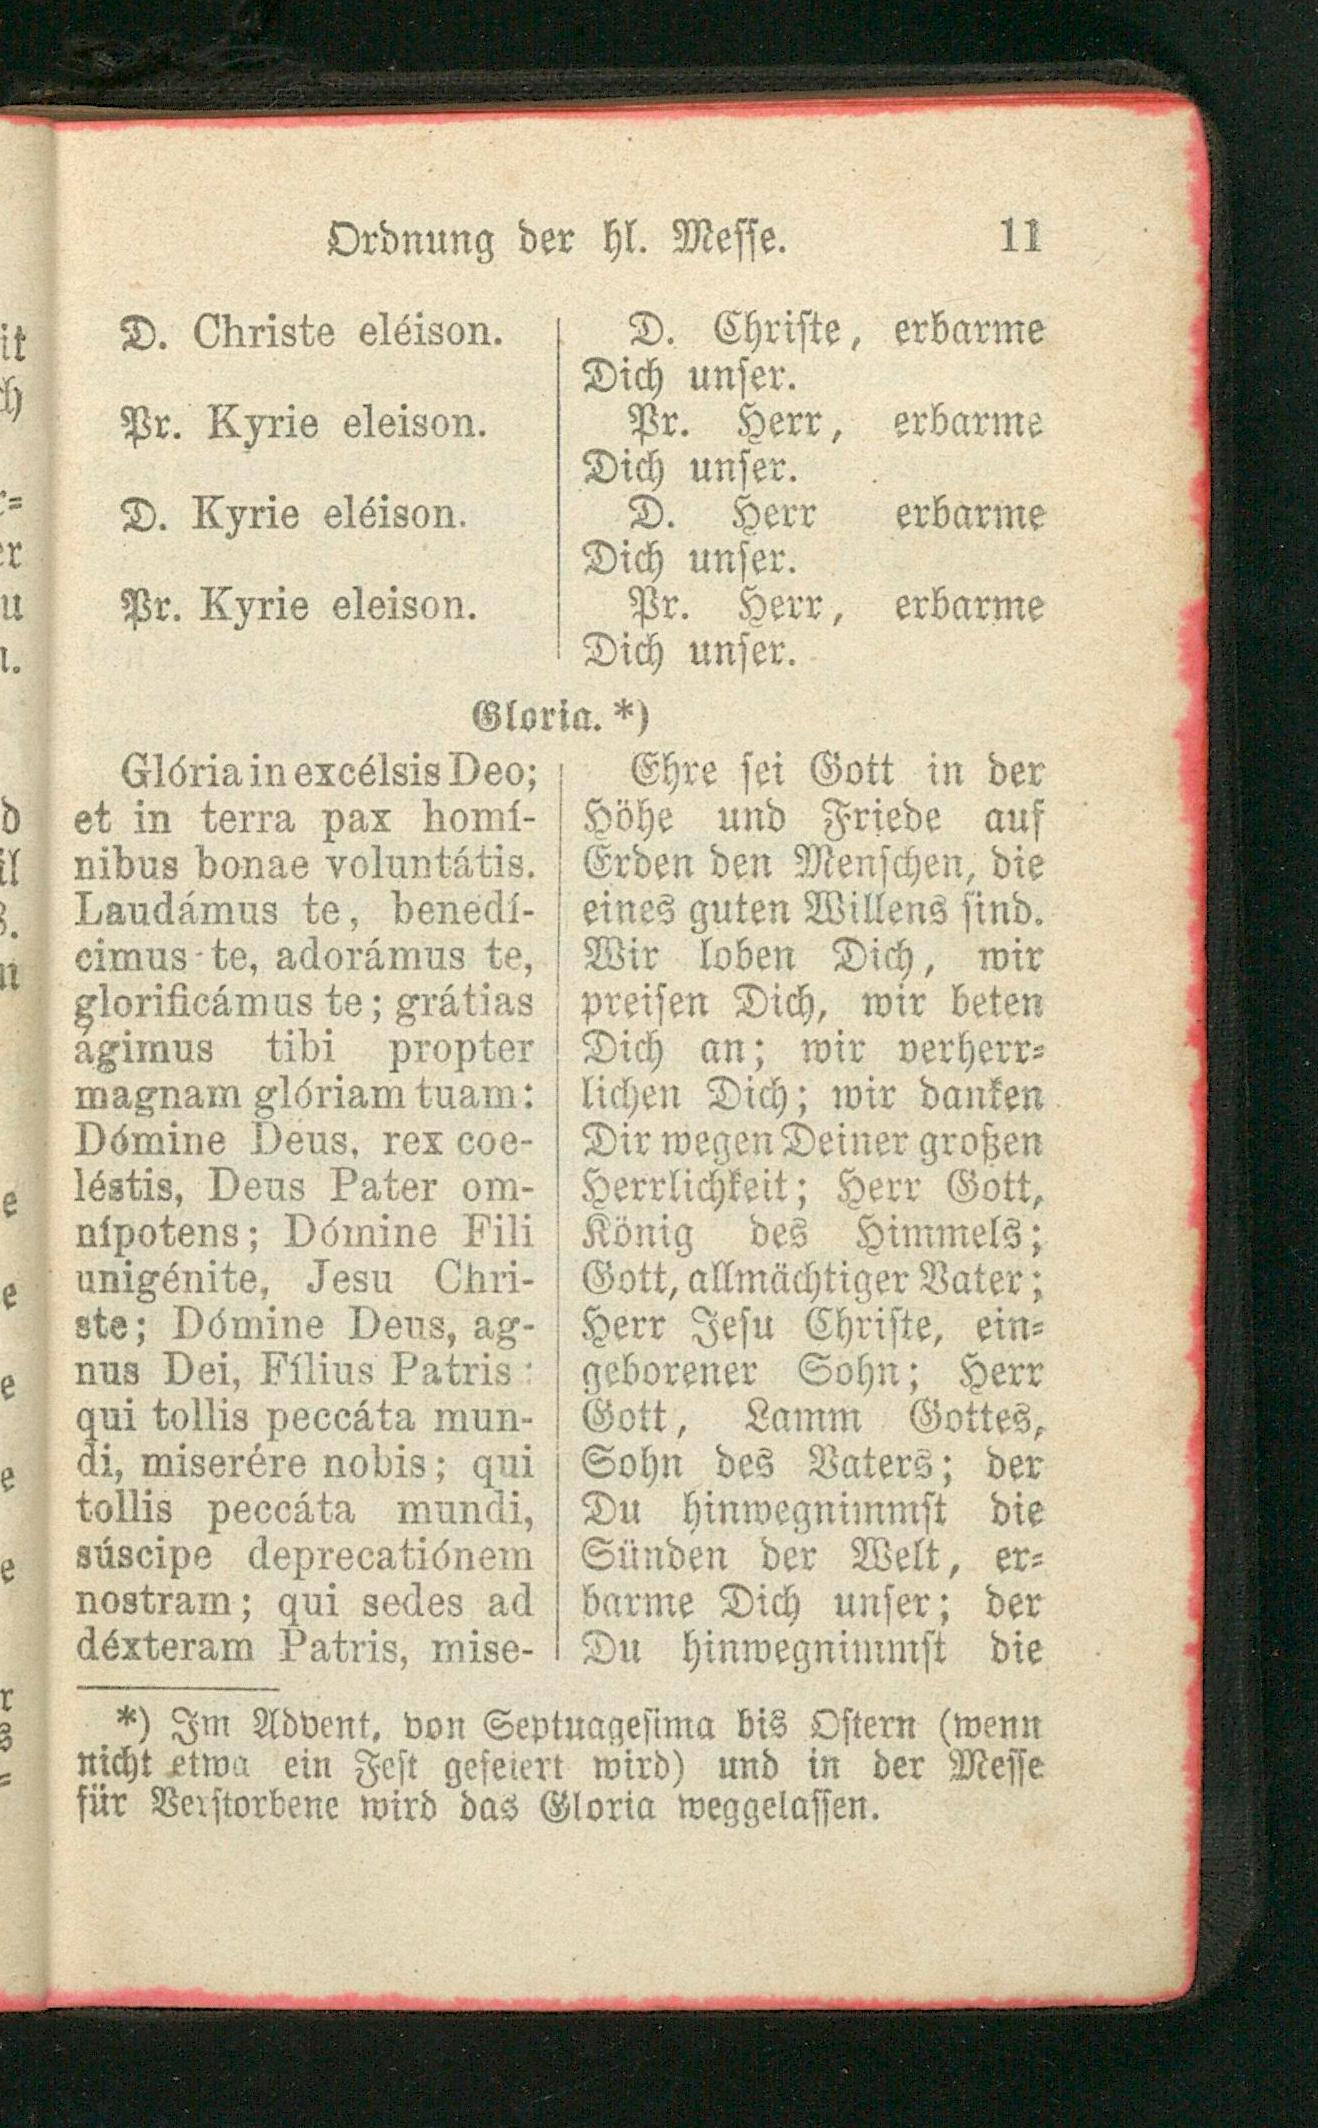 Ordnung der hl. Messe. 11
D. Christe eléison.
Pr. Kyrie eleison.
D. Kyrie eléison.
Pr. Kyrie eleison.
D. Christe, erbarme
Dich unser.
Pr. Herr, erbarme
Dich unser.
D. Herr erbarme
Dich unser.
Pr. Herr, erbarme
Dich unser.
Gloria.*)
Glória in excélsis Deo;
et in terra pax homí-
nibus bonae voluntátis.
Laudámus te, benedí-
cimus te, adorámus te,
glorificámus te; grátias
ágimus tibi propter
magnam glóriam tuam:
Dómine Deus, rex coe-
léstis, Deus Pater om-
nípotens; Dómine Fili
unigénite, Jesu Chri-
ste; Dómine Deus, ag-
nus Dei, Fílius Patris:
qui tollis peccáta mun-
di, miserére nobis; qui
tollis peccáta mundi,
súscipe deprecatiónem
nostram; qui sedes ad
déxteram Patris, mise-
Ehre sei Gott in der
Höhe und Friede auf
Erden den Menschen, die
eines guten Willens sind.
Wir loben Dich, wir
preisen Dich, wir beten
Dich an; wir verherr-
lichen Dich; wir danken
Dir wegen Deiner großen
Herrlichkeit; Herr Gott,
König des Himmels;
Gott, allmächtiger Vater;
Herr Jesu Christe, ein-
geborener Sohn; Herr
Gott, Lamm Gottes,
Sohn des Vaters; der
Du hinwegnimmst die
Sünden der Welt, er-
barme Dich unser; der
Du hinwegnimmst die
*) Im Advent, von Septuagesima bis Ostern (wenn
nicht etwa ein Fest gefeiert wird) und in der Messe
für Verstorbene wird das Gloria weggelassen.